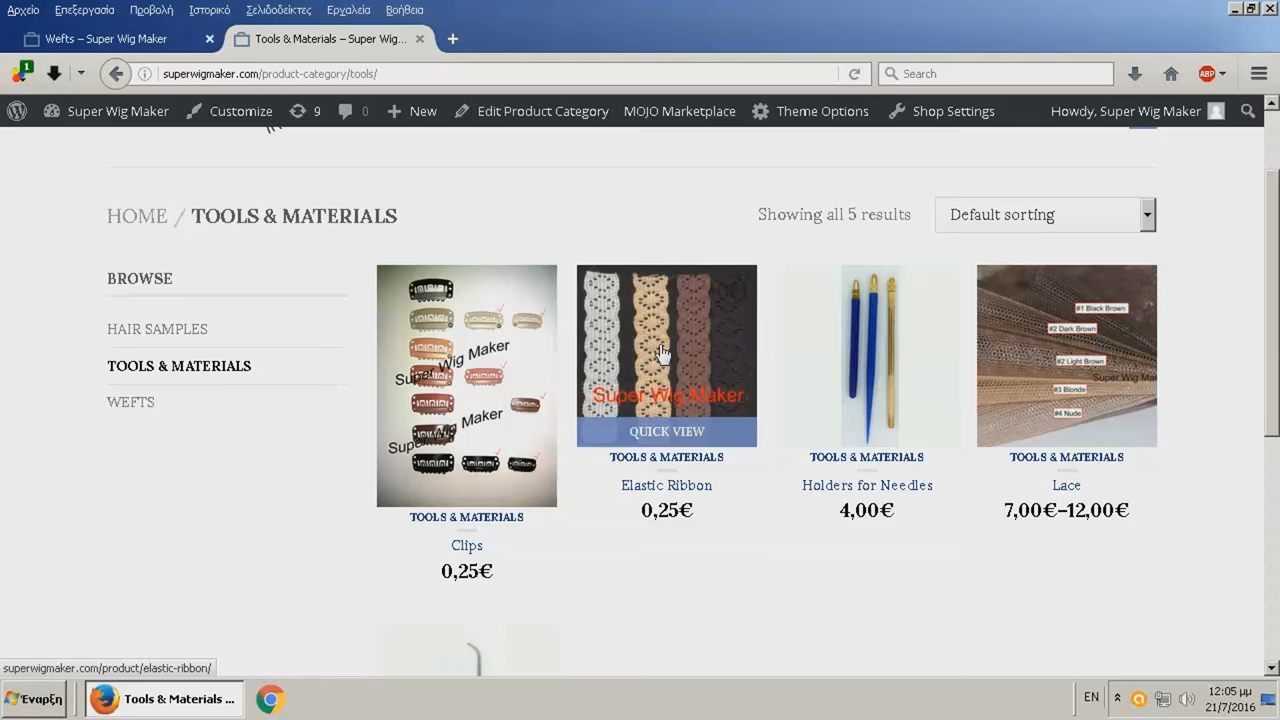 Αρχείο Επεξεργασία Προβολή Ιστορικό Σελιδοδείκτες Εργαλεία Βοήθεια
Wefts – Super Wig Maker
Tools & Materials – Super Wig...
1
superwigmaker.com/product-category/tools/
Search
ABP
Super Wig Maker Customize 9 0 New Edit Product Category MOJO Marketplace Theme Options Shop Settings Howdy, Super Wig Maker
HOME / TOOLS & MATERIALS
Showing all 5 results
Default sorting
BROWSE
HAIR SAMPLES
TOOLS & MATERIALS
WEFTS
Super Wig Maker
Super Wig Maker
TOOLS & MATERIALS
Clips
0,25€
Super Wig Maker
QUICK VIEW
TOOLS & MATERIALS
Elastic Ribbon
0,25€
TOOLS & MATERIALS
Holders for Needles
4,00€
#1 Black Brown
#2 Dark Brown
#2 Light Brown
Super Wig Ma
#3 Blonde
#4 Nude
TOOLS & MATERIALS
Lace
7,00€–12,00€
superwigmaker.com/product/elastic-ribbon/
Έναρξη
Tools & Materials ...
EN
12:05 μμ
21/7/2016